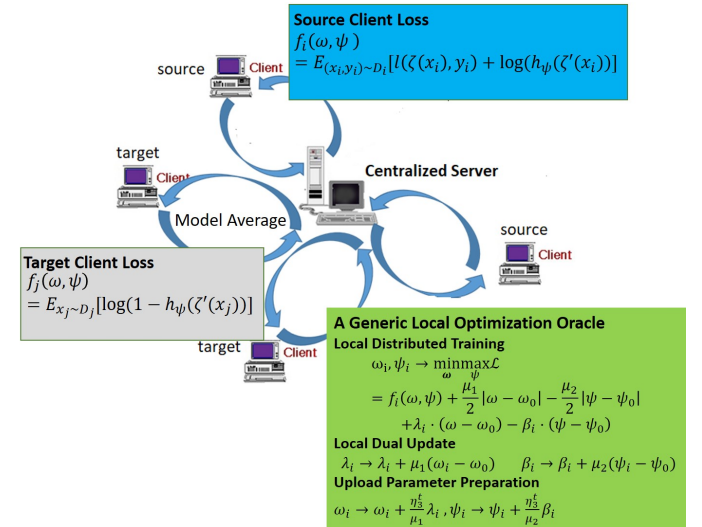 Source Client Loss
f_i(ω, ψ )
= E_{(x_i,y_i)~D_i}[l(ζ(x_i), y_i) + log(h_ψ(ζ′(x_i))]
source
Client
target
Client
Centralized Server
Model Average
source
Client
Target Client Loss
f_j(ω, ψ)
= E_{x_j~D_j}[log(1 − h_ψ(ζ′(x_j))]
target
Client
A Generic Local Optimization Oracle
Local Distributed Training
ω_i, ψ_i → min_ω max_ψ ℒ
= f_i(ω, ψ) + μ_1/2 |ω − ω_0| − μ_2/2 |ψ − ψ_0|
+λ_i · (ω − ω_0) − β_i · (ψ − ψ_0)
Local Dual Update
λ_i → λ_i + μ_1(ω_i − ω_0) β_i → β_i + μ_2(ψ_i − ψ_0)
Upload Parameter Preparation
ω_i → ω_i + η_3^t/μ_1 λ_i , ψ_i → ψ_i + η_3^t/μ_2 β_i